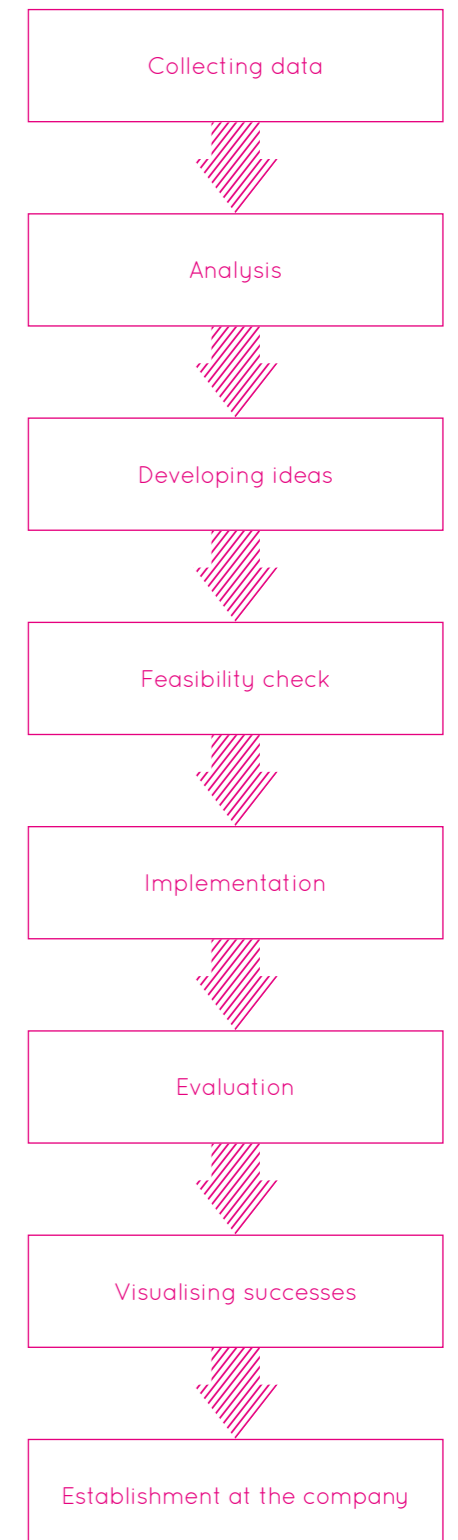 Collecting data
Analysis
Developing ideas
Feasibility check
Implementation
Evaluation
Visualising successes
Establishment at the company